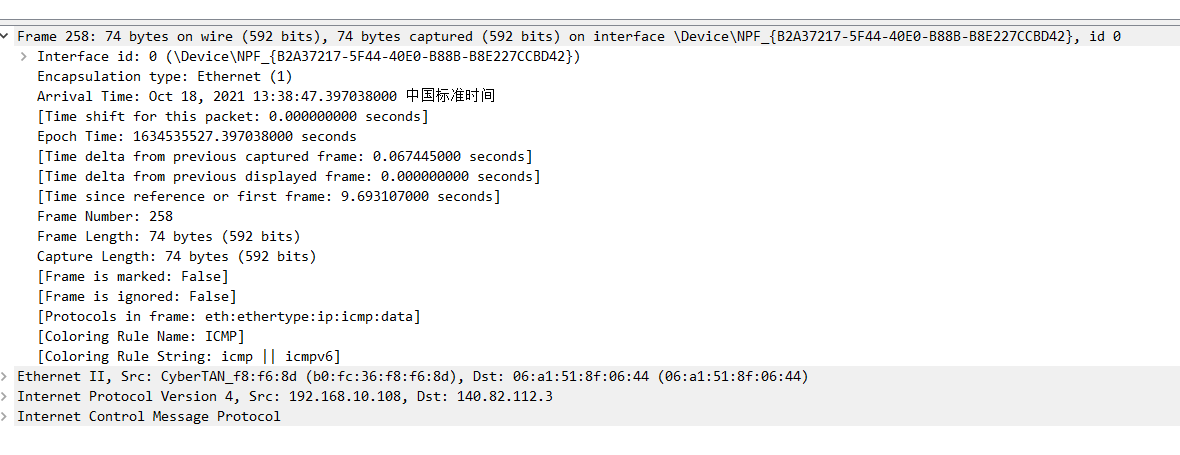 Frame 258: 74 bytes on wire (592 bits), 74 bytes captured (592 bits) on interface \Device\NPF_{B2A37217-5F44-40E0-B88B-B8E227CCBD42}, id 0
Interface id: 0 (\Device\NPF_{B2A37217-5F44-40E0-B88B-B8E227CCBD42})
Encapsulation type: Ethernet (1)
Arrival Time: Oct 18, 2021 13:38:47.397038000 中国标准时间
[Time shift for this packet: 0.000000000 seconds]
Epoch Time: 1634535527.397038000 seconds
[Time delta from previous captured frame: 0.067445000 seconds]
[Time delta from previous displayed frame: 0.000000000 seconds]
[Time since reference or first frame: 9.693107000 seconds]
Frame Number: 258
Frame Length: 74 bytes (592 bits)
Capture Length: 74 bytes (592 bits)
[Frame is marked: False]
[Frame is ignored: False]
[Protocols in frame: eth:ethertype:ip:icmp:data]
[Coloring Rule Name: ICMP]
[Coloring Rule String: icmp || icmpv6]
Ethernet II, Src: CyberTAN_f8:f6:8d (b0:fc:36:f8:f6:8d), Dst: 06:a1:51:8f:06:44 (06:a1:51:8f:06:44)
Internet Protocol Version 4, Src: 192.168.10.108, Dst: 140.82.112.3
Internet Control Message Protocol